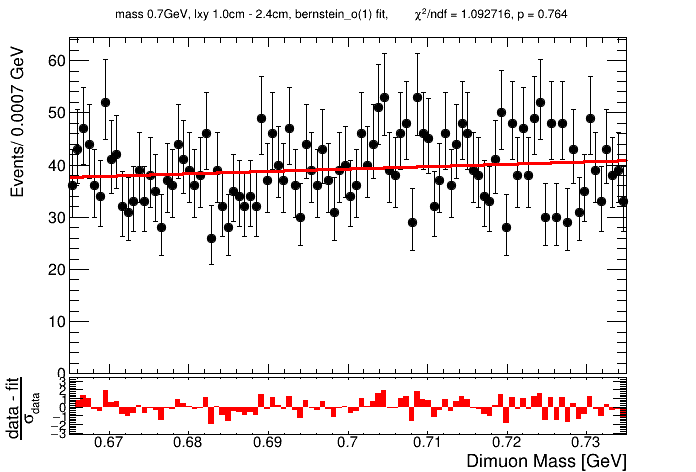 mass 0.7GeV, lxy 1.0cm - 2.4cm, bernstein_o(1) fit, χ²/ndf = 1.092716, p = 0.764
Events/ 0.0007 GeV
60
50
40
30
20
10
0
data - fit
σdata
3
2
1
0
−1
−2
−3
0.67 0.68 0.69 0.7 0.71 0.72 0.73
Dimuon Mass [GeV]